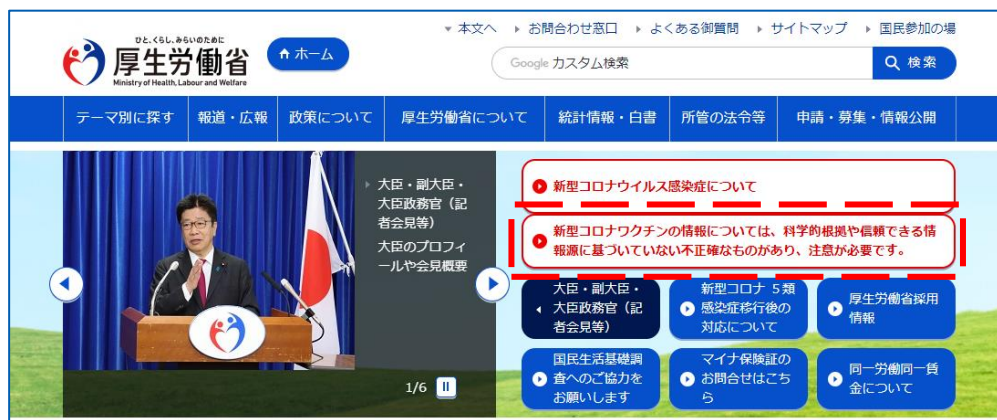 本文へ お問合わせ窓口 よくある御質問 サイトマップ 国民参加の場
ひと、くらし、みらいのために
厚生労働省
Ministry of Health, Labour and Welfare
ホーム
Google カスタム検索
検索
テーマ別に探す 報道・広報 政策について 厚生労働省について 統計情報・白書 所管の法令等 申請・募集・情報公開
大臣・副大臣・
大臣政務官（記
者会見等）
大臣のプロフィ
ールや会見概要
1/6
新型コロナウイルス感染症について
新型コロナワクチンの情報については、科学的根拠や信頼できる情
報源に基づいていない不正確なものがあり、注意が必要です。
大臣・副大臣・
大臣政務官（記
者会見等）
新型コロナ ５類
感染症移行後の
対応について
厚生労働省採用
情報
国民生活基礎調
査へのご協力を
お願いします
マイナ保険証の
お問合せはこち
ら
同一労働同一賃
金について